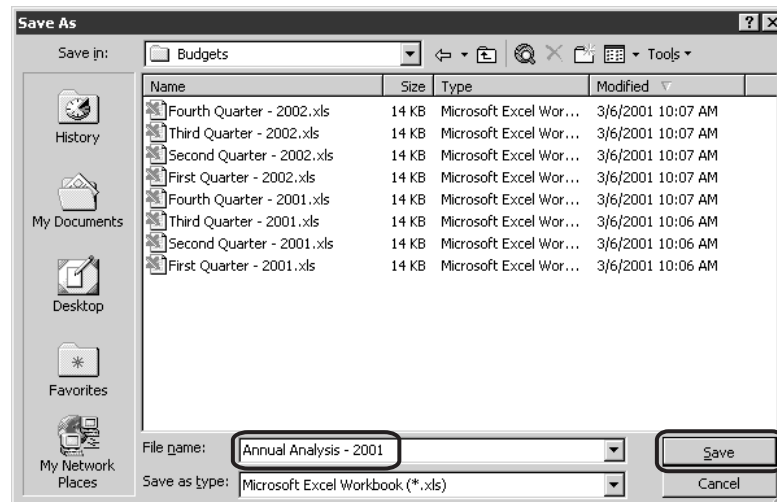 Save As
Save in: Budgets Tools
Name Size Type Modified
Fourth Quarter - 2002.xls 14 KB Microsoft Excel Wor... 3/6/2001 10:07 AM
Third Quarter - 2002.xls 14 KB Microsoft Excel Wor... 3/6/2001 10:07 AM
Second Quarter - 2002.xls 14 KB Microsoft Excel Wor... 3/6/2001 10:07 AM
First Quarter - 2002.xls 14 KB Microsoft Excel Wor... 3/6/2001 10:07 AM
Fourth Quarter - 2001.xls 14 KB Microsoft Excel Wor... 3/6/2001 10:07 AM
Third Quarter - 2001.xls 14 KB Microsoft Excel Wor... 3/6/2001 10:06 AM
Second Quarter - 2001.xls 14 KB Microsoft Excel Wor... 3/6/2001 10:06 AM
First Quarter - 2001.xls 14 KB Microsoft Excel Wor... 3/6/2001 10:06 AM
History
My Documents
Desktop
Favorites
My Network
Places
File name: Annual Analysis - 2001 Save
Save as type: Microsoft Excel Workbook (*.xls) Cancel